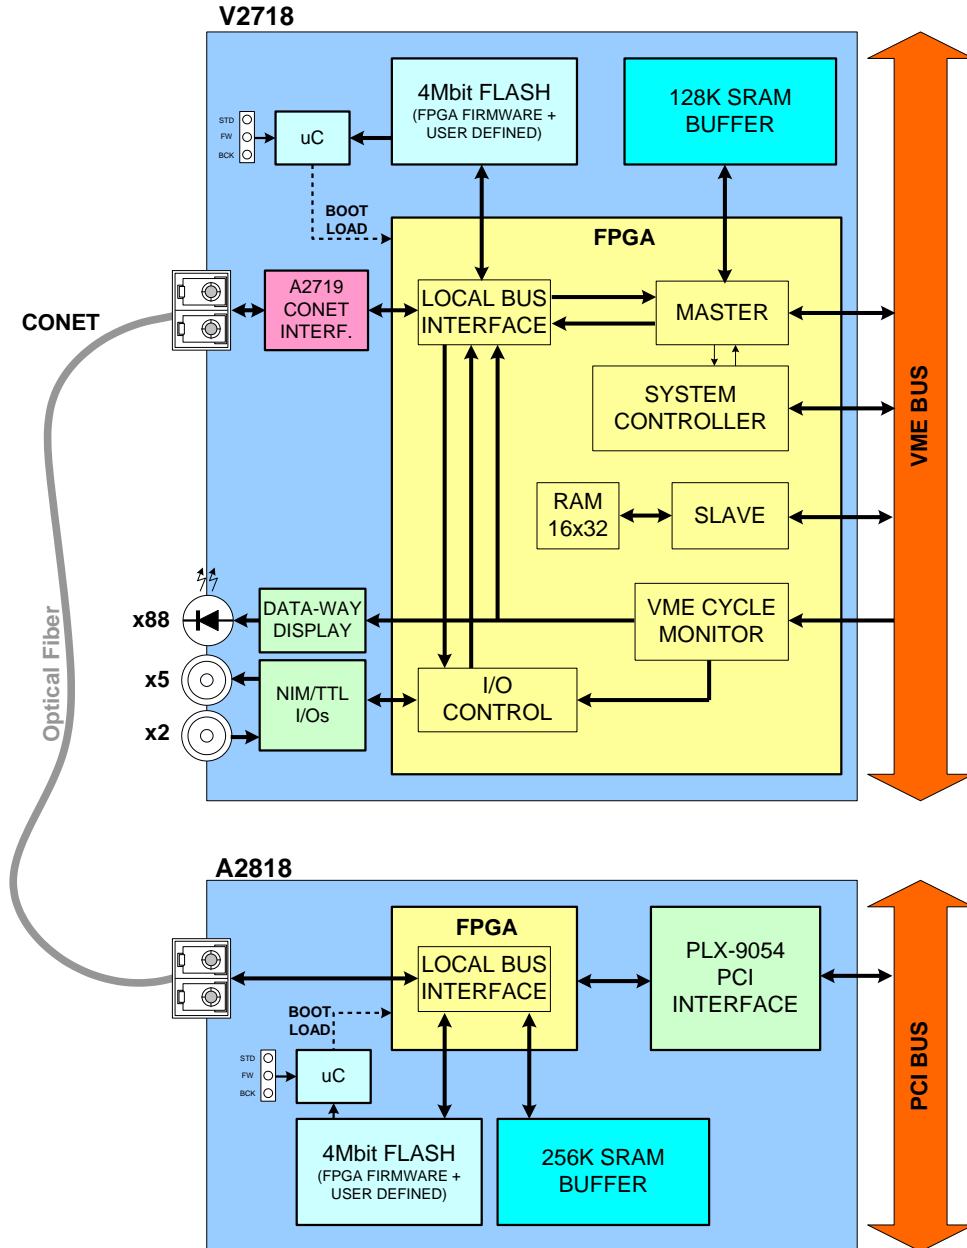 V2718
4Mbit FLASH
(FPGA FIRMWARE +
USER DEFINED)
128K SRAM
BUFFER
STD
FW
BCK
uC
BOOT
LOAD
FPGA
CONET
A2719
CONET
INTERF.
LOCAL BUS
INTERFACE
MASTER
SYSTEM
CONTROLLER
VME BUS
RAM
16x32
SLAVE
Optical Fiber
x88
DATA-WAY
DISPLAY
VME CYCLE
MONITOR
x5
x2
NIM/TTL
I/Os
I/O
CONTROL
A2818
FPGA
LOCAL BUS
INTERFACE
PLX-9054
PCI
INTERFACE
BOOT
LOAD
STD
FW
BCK
uC
PCI BUS
4Mbit FLASH
(FPGA FIRMWARE +
USER DEFINED)
256K SRAM
BUFFER